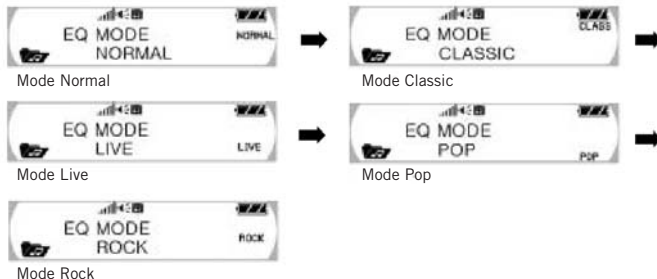 EQ MODE
NORMAL
NORMAL
Mode Normal
EQ MODE
CLASSIC
CLASS
Mode Classic
EQ MODE
LIVE
LIVE
Mode Live
EQ MODE
POP
POP
Mode Pop
EQ MODE
ROCK
ROCK
Mode Rock